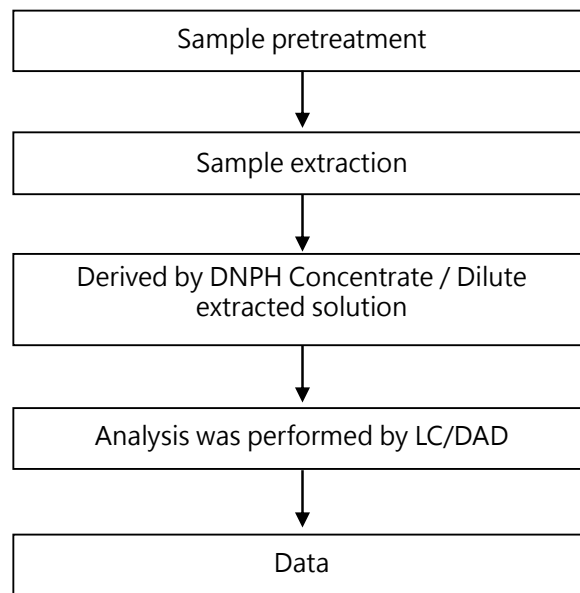 Sample pretreatment
Sample extraction
Derived by DNPH Concentrate / Dilute
extracted solution
Analysis was performed by LC/DAD
Data